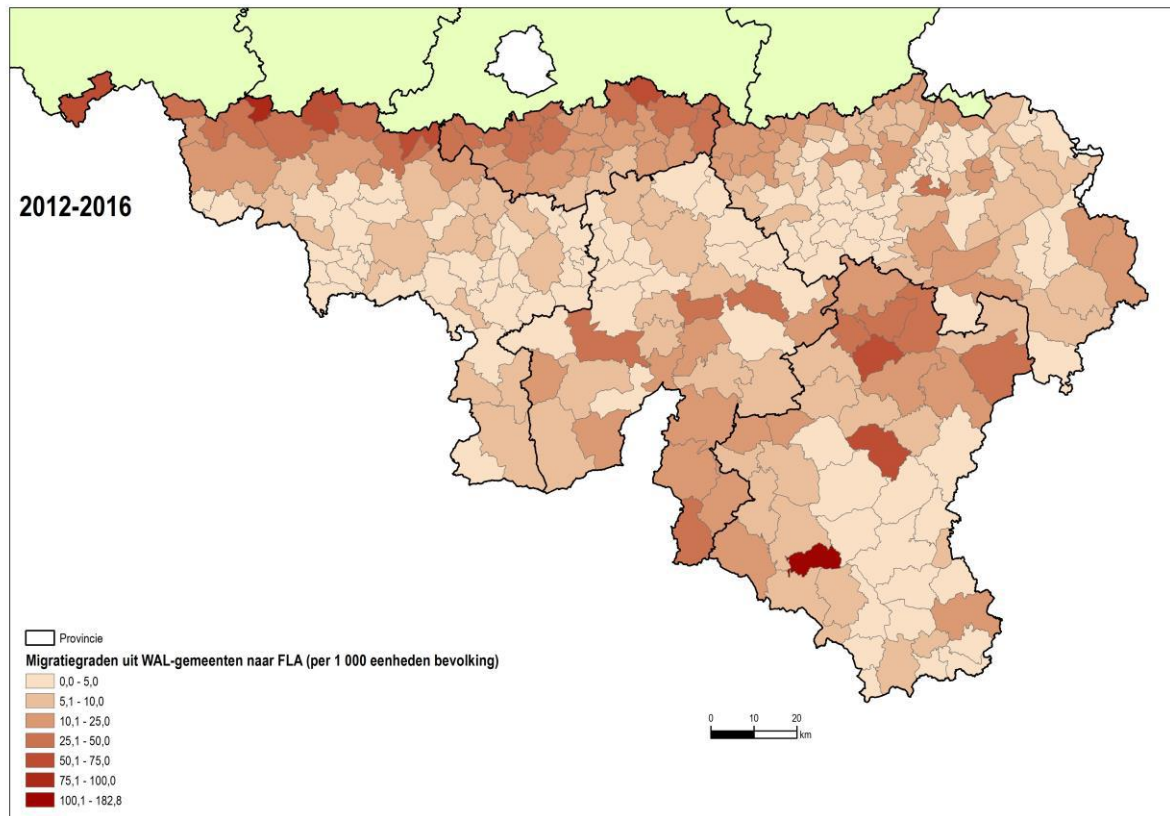 2012-2016
Provincie
Migratiegraden uit WAL-gemeenten naar FLA (per 1 000 eenheden bevolking)
0,0 - 5,0
5,1 - 10,0
10,1 - 25,0
25,1 - 50,0
50,1 - 75,0
75,1 - 100,0
100,1 - 182,8
0 10 20
km